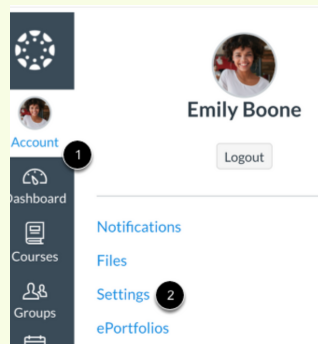 Emily Boone
Account
1
Logout
Dashboard
Notifications
Courses
Files
Settings 2
Groups
ePortfolios